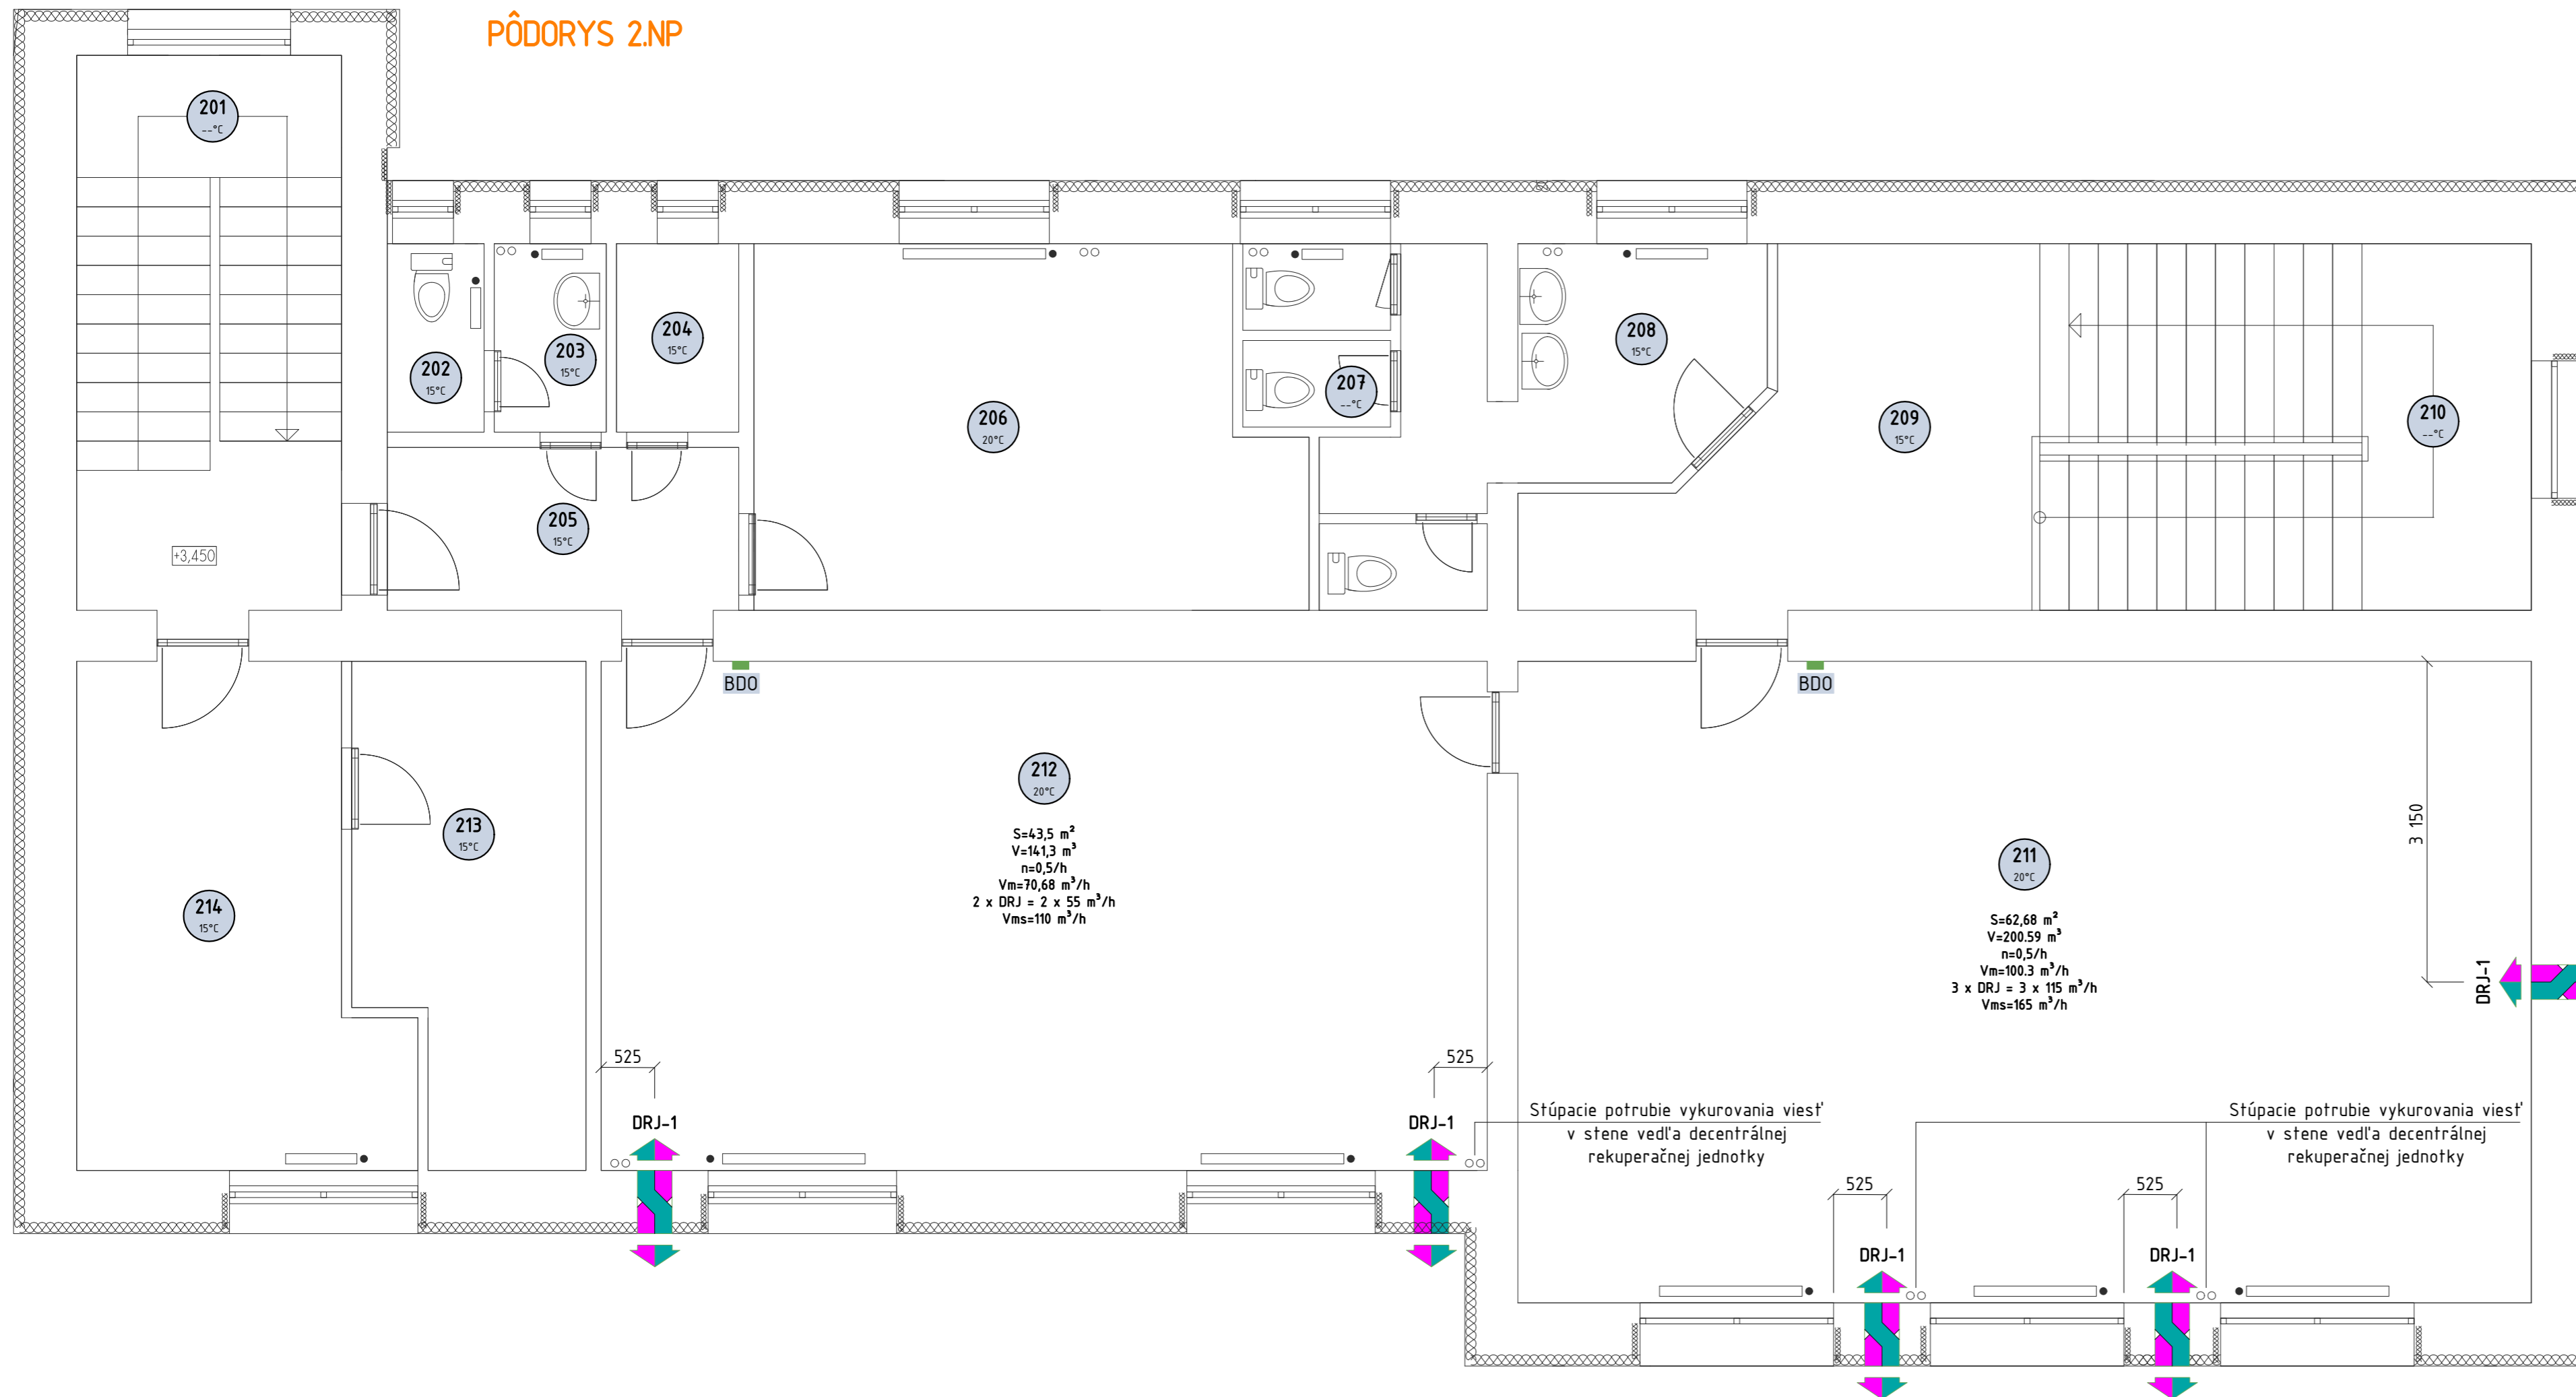 PÔDORYS 2.NP
201
--°C
202
15°C
203
15°C
204
15°C
205
15°C
206
20°C
207
--°C
208
15°C
209
15°C
210
--°C
+3,450
BDO
BDO
212
20°C
S=43,5 m²
V=141,3 m³
n=0,5/h
Vm=70,68 m³/h
2 x DRJ = 2 x 55 m³/h
Vms=110 m³/h
213
15°C
214
15°C
211
20°C
S=62,68 m²
V=200.59 m³
n=0,5/h
Vm=100.3 m³/h
3 x DRJ = 3 x 115 m³/h
Vms=165 m³/h
3 150
DRJ-1
525
525
DRJ-1
DRJ-1
Stúpacie potrubie vykurovania viesť
v stene vedľa decentrálnej
rekuperačnej jednotky
Stúpacie potrubie vykurovania viesť
v stene vedľa decentrálnej
rekuperačnej jednotky
525
525
DRJ-1
DRJ-1